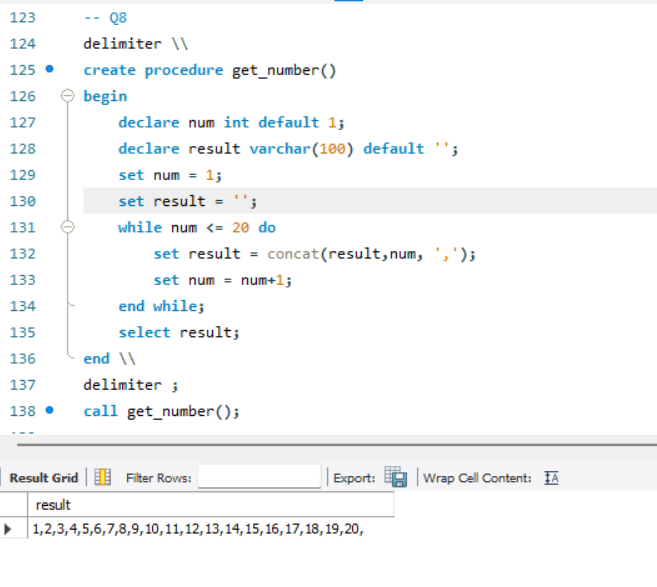 123 -- Q8
124 delimiter \\
125 create procedure get_number()
126 begin
127 declare num int default 1;
128 declare result varchar(100) default '';
129 set num = 1;
130 set result = '';
131 while num <= 20 do
132 set result = concat(result,num, ',');
133 set num = num+1;
134 end while;
135 select result;
136 end \\
137 delimiter ;
138 call get_number();
Result Grid Filter Rows: Export: Wrap Cell Content: IA
result
1,2,3,4,5,6,7,8,9,10,11,12,13,14,15,16,17,18,19,20,